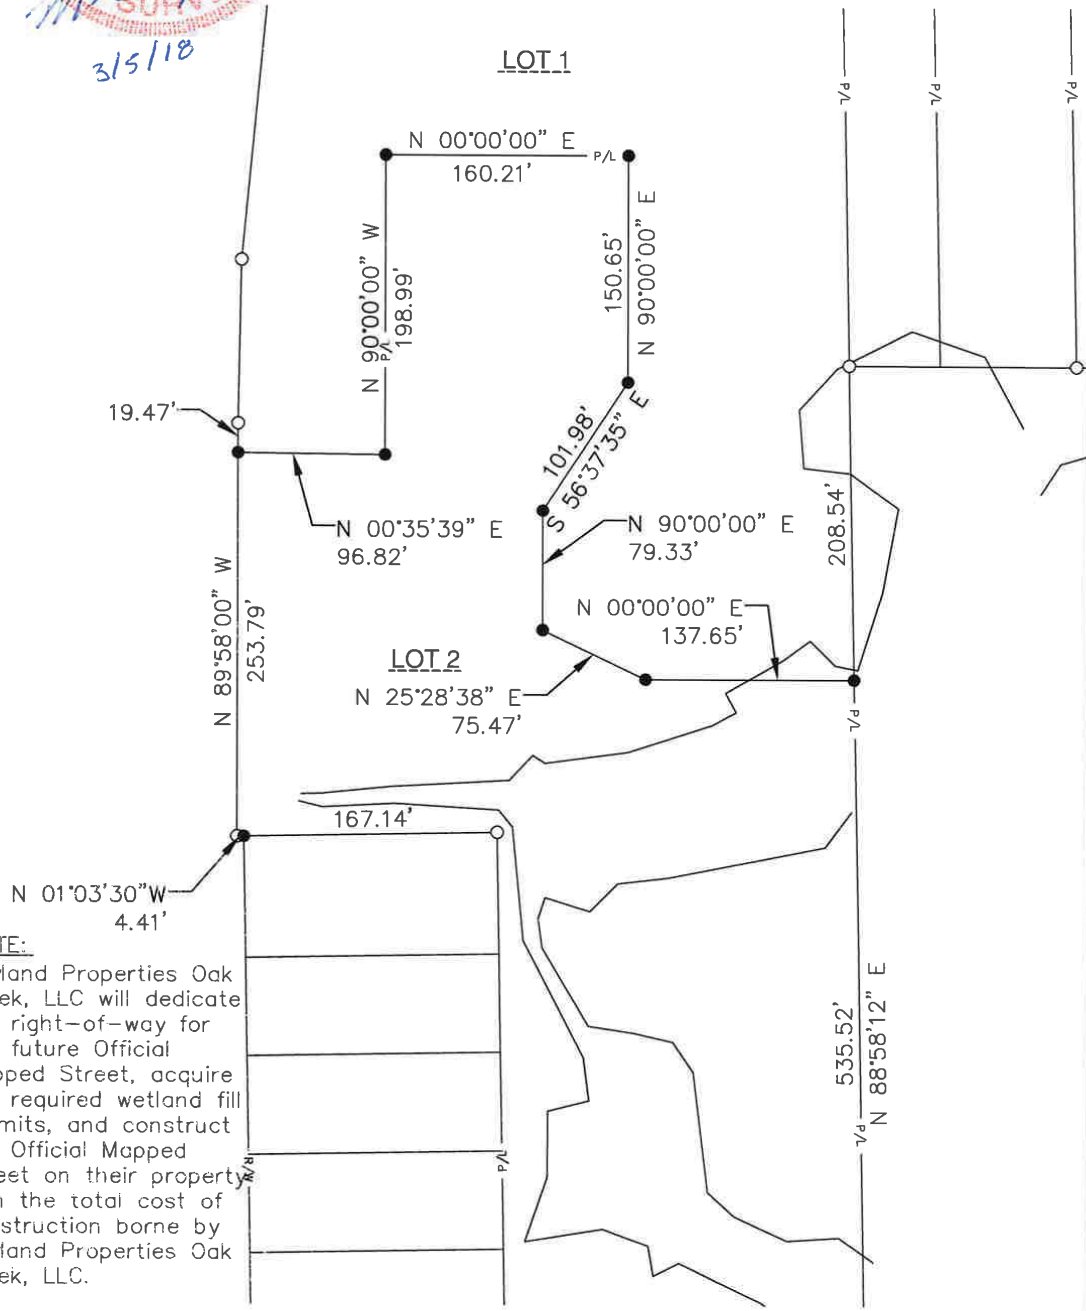 SURV
3/5/18
LOT 1
P/L
P/L
P/L
N 00°00'00" E
P/L
160.21'
N 90°00'00" W
P/L
198.99'
150.65'
N 90°00'00" E
19.47'
101.98'
S 56°37'35" E
N 00°35'39" E
96.82'
N 90°00'00" E
79.33'
208.54'
N 89°58'00" W
253.79'
N 00°00'00" E
137.65'
LOT 2
N 25°28'38" E
75.47'
P/L
167.14'
N 01°03'30"W
4.41'
TE:
land Properties Oak
ek, LLC will dedicate
right-of-way for
future Official
pped Street, acquire
required wetland fill
mits, and construct
Official Mapped
eet on their property
the total cost of
struction borne by
land Properties Oak
ek, LLC.
R/W
P/L
535.52'
N 88°58'12" E
P/L